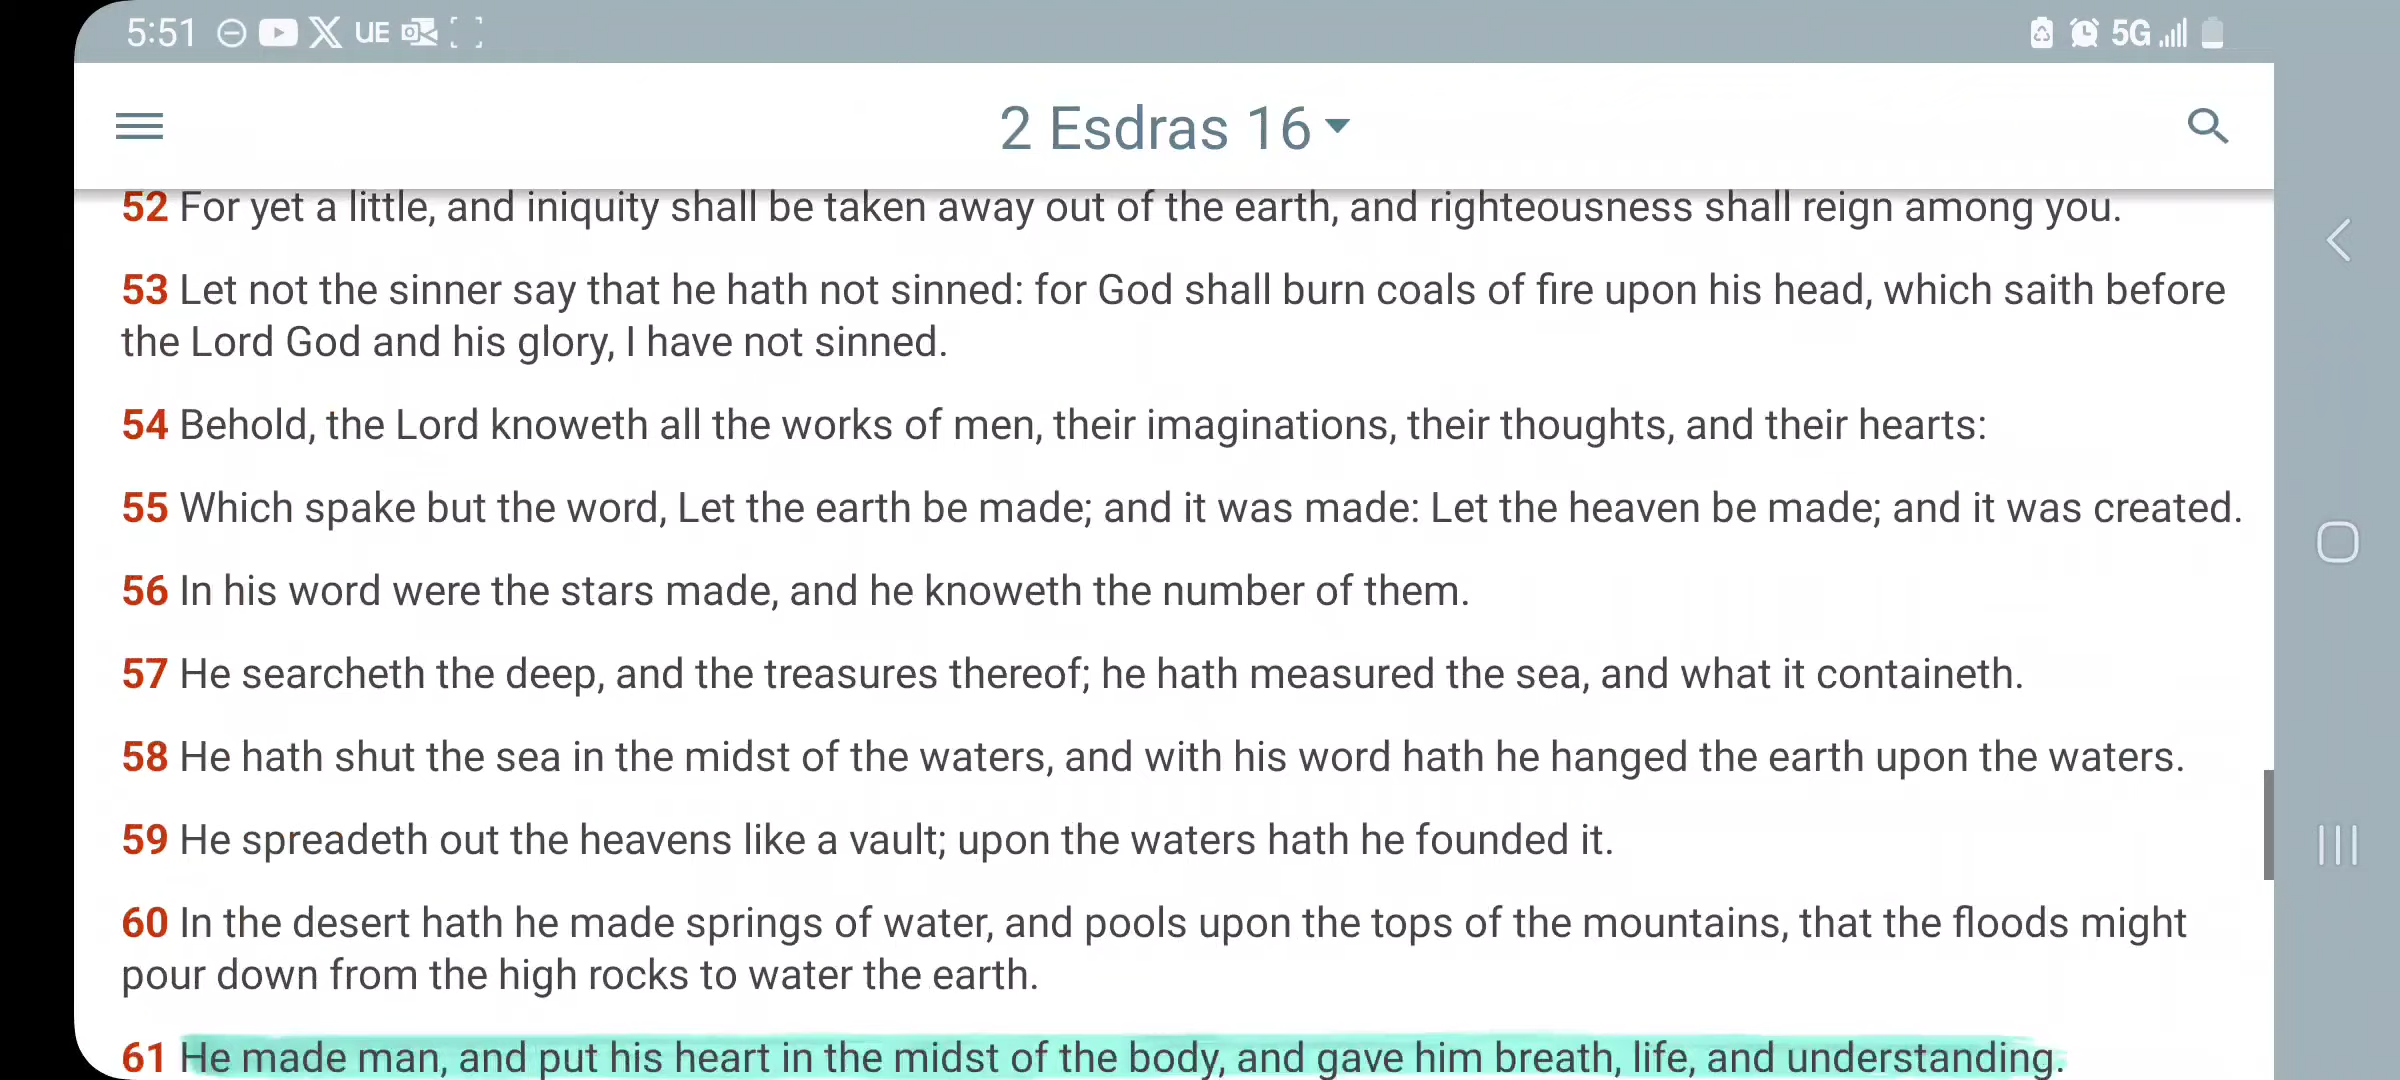 5:51 UE 5G
2 Esdras 16
52 For yet a little, and iniquity shall be taken away out of the earth, and righteousness shall reign among you.
53 Let not the sinner say that he hath not sinned: for God shall burn coals of fire upon his head, which saith before
the Lord God and his glory, I have not sinned.
54 Behold, the Lord knoweth all the works of men, their imaginations, their thoughts, and their hearts:
55 Which spake but the word, Let the earth be made; and it was made: Let the heaven be made; and it was created.
56 In his word were the stars made, and he knoweth the number of them.
57 He searcheth the deep, and the treasures thereof; he hath measured the sea, and what it containeth.
58 He hath shut the sea in the midst of the waters, and with his word hath he hanged the earth upon the waters.
59 He spreadeth out the heavens like a vault; upon the waters hath he founded it.
60 In the desert hath he made springs of water, and pools upon the tops of the mountains, that the floods might
pour down from the high rocks to water the earth.
61 He made man, and put his heart in the midst of the body, and gave him breath, life, and understanding.